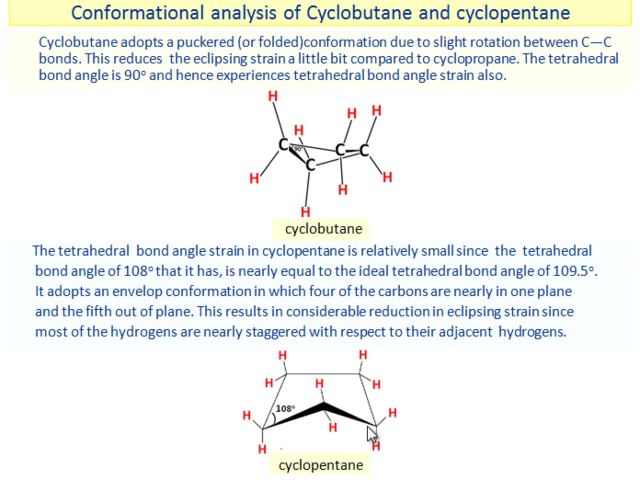 Conformational analysis of Cyclobutane and cyclopentane
Cyclobutane adopts a puckered (or folded)conformation due to slight rotation between C—C
bonds. This reduces the eclipsing strain a little bit compared to cyclopropane. The tetrahedral
bond angle is 90° and hence experiences tetrahedral bond angle strain also.
H
H H
H
C C C
90°
C
H H
H
H
cyclobutane
The tetrahedral bond angle strain in cyclopentane is relatively small since the tetrahedral
bond angle of 108° that it has, is nearly equal to the ideal tetrahedral bond angle of 109.5°.
It adopts an envelop conformation in which four of the carbons are nearly in one plane
and the fifth out of plane. This results in considerable reduction in eclipsing strain since
most of the hydrogens are nearly staggered with respect to their adjacent hydrogens.
H H
H H H
H 108° H
H
H H
cyclopentane